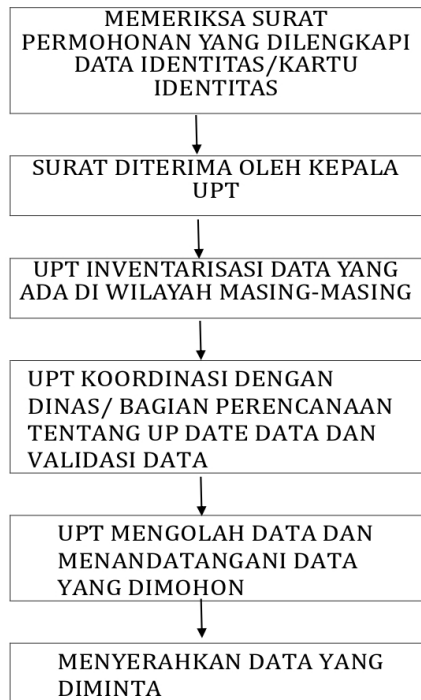 MEMERIKSA SURAT
PERMOHONAN YANG DILENGKAPI
DATA IDENTITAS/KARTU
IDENTITAS
SURAT DITERIMA OLEH KEPALA
UPT
UPT INVENTARISASI DATA YANG
ADA DI WILAYAH MASING-MASING
UPT KOORDINASI DENGAN
DINAS/ BAGIAN PERENCANAAN
TENTANG UP DATE DATA DAN
VALIDASI DATA
UPT MENGOLAH DATA DAN
MENANDATANGANI DATA
YANG DIMOHON
MENYERAHKAN DATA YANG
DIMINTA